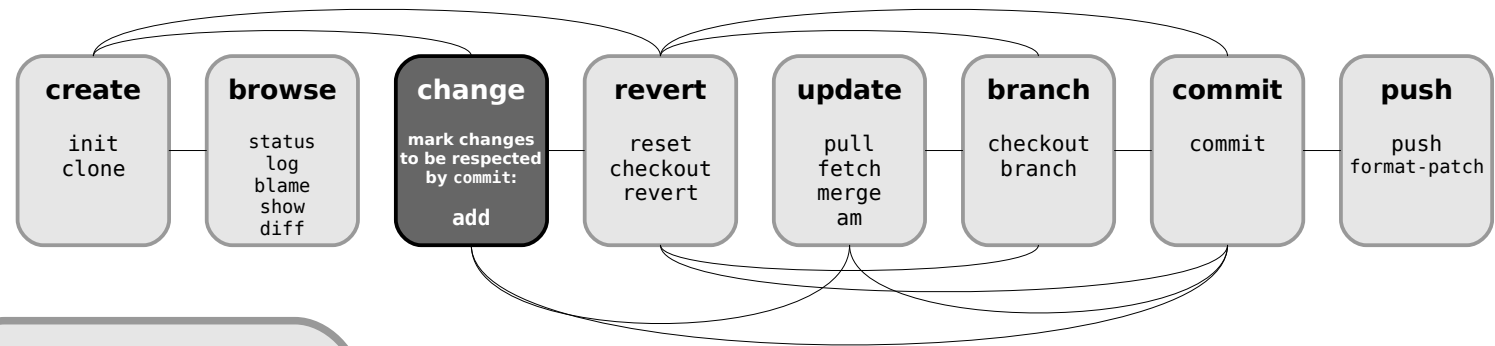 create
init
clone
browse
status
log
blame
show
diff
change
mark changes
to be respected
by commit:
add
revert
reset
checkout
revert
update
pull
fetch
merge
am
branch
checkout
branch
commit
commit
push
push
format-patch